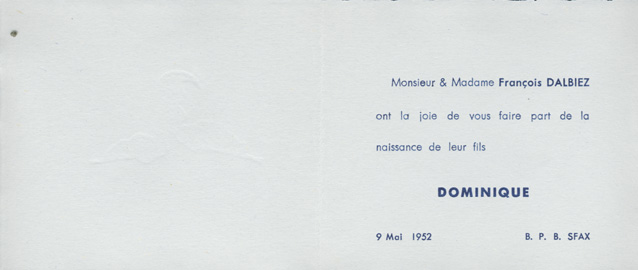 Monsieur & Madame François DALBIEZ
ont la joie de vous faire part de la
naissance de leur fils
DOMINIQUE
9 Mai 1952 B. P. B. SFAX